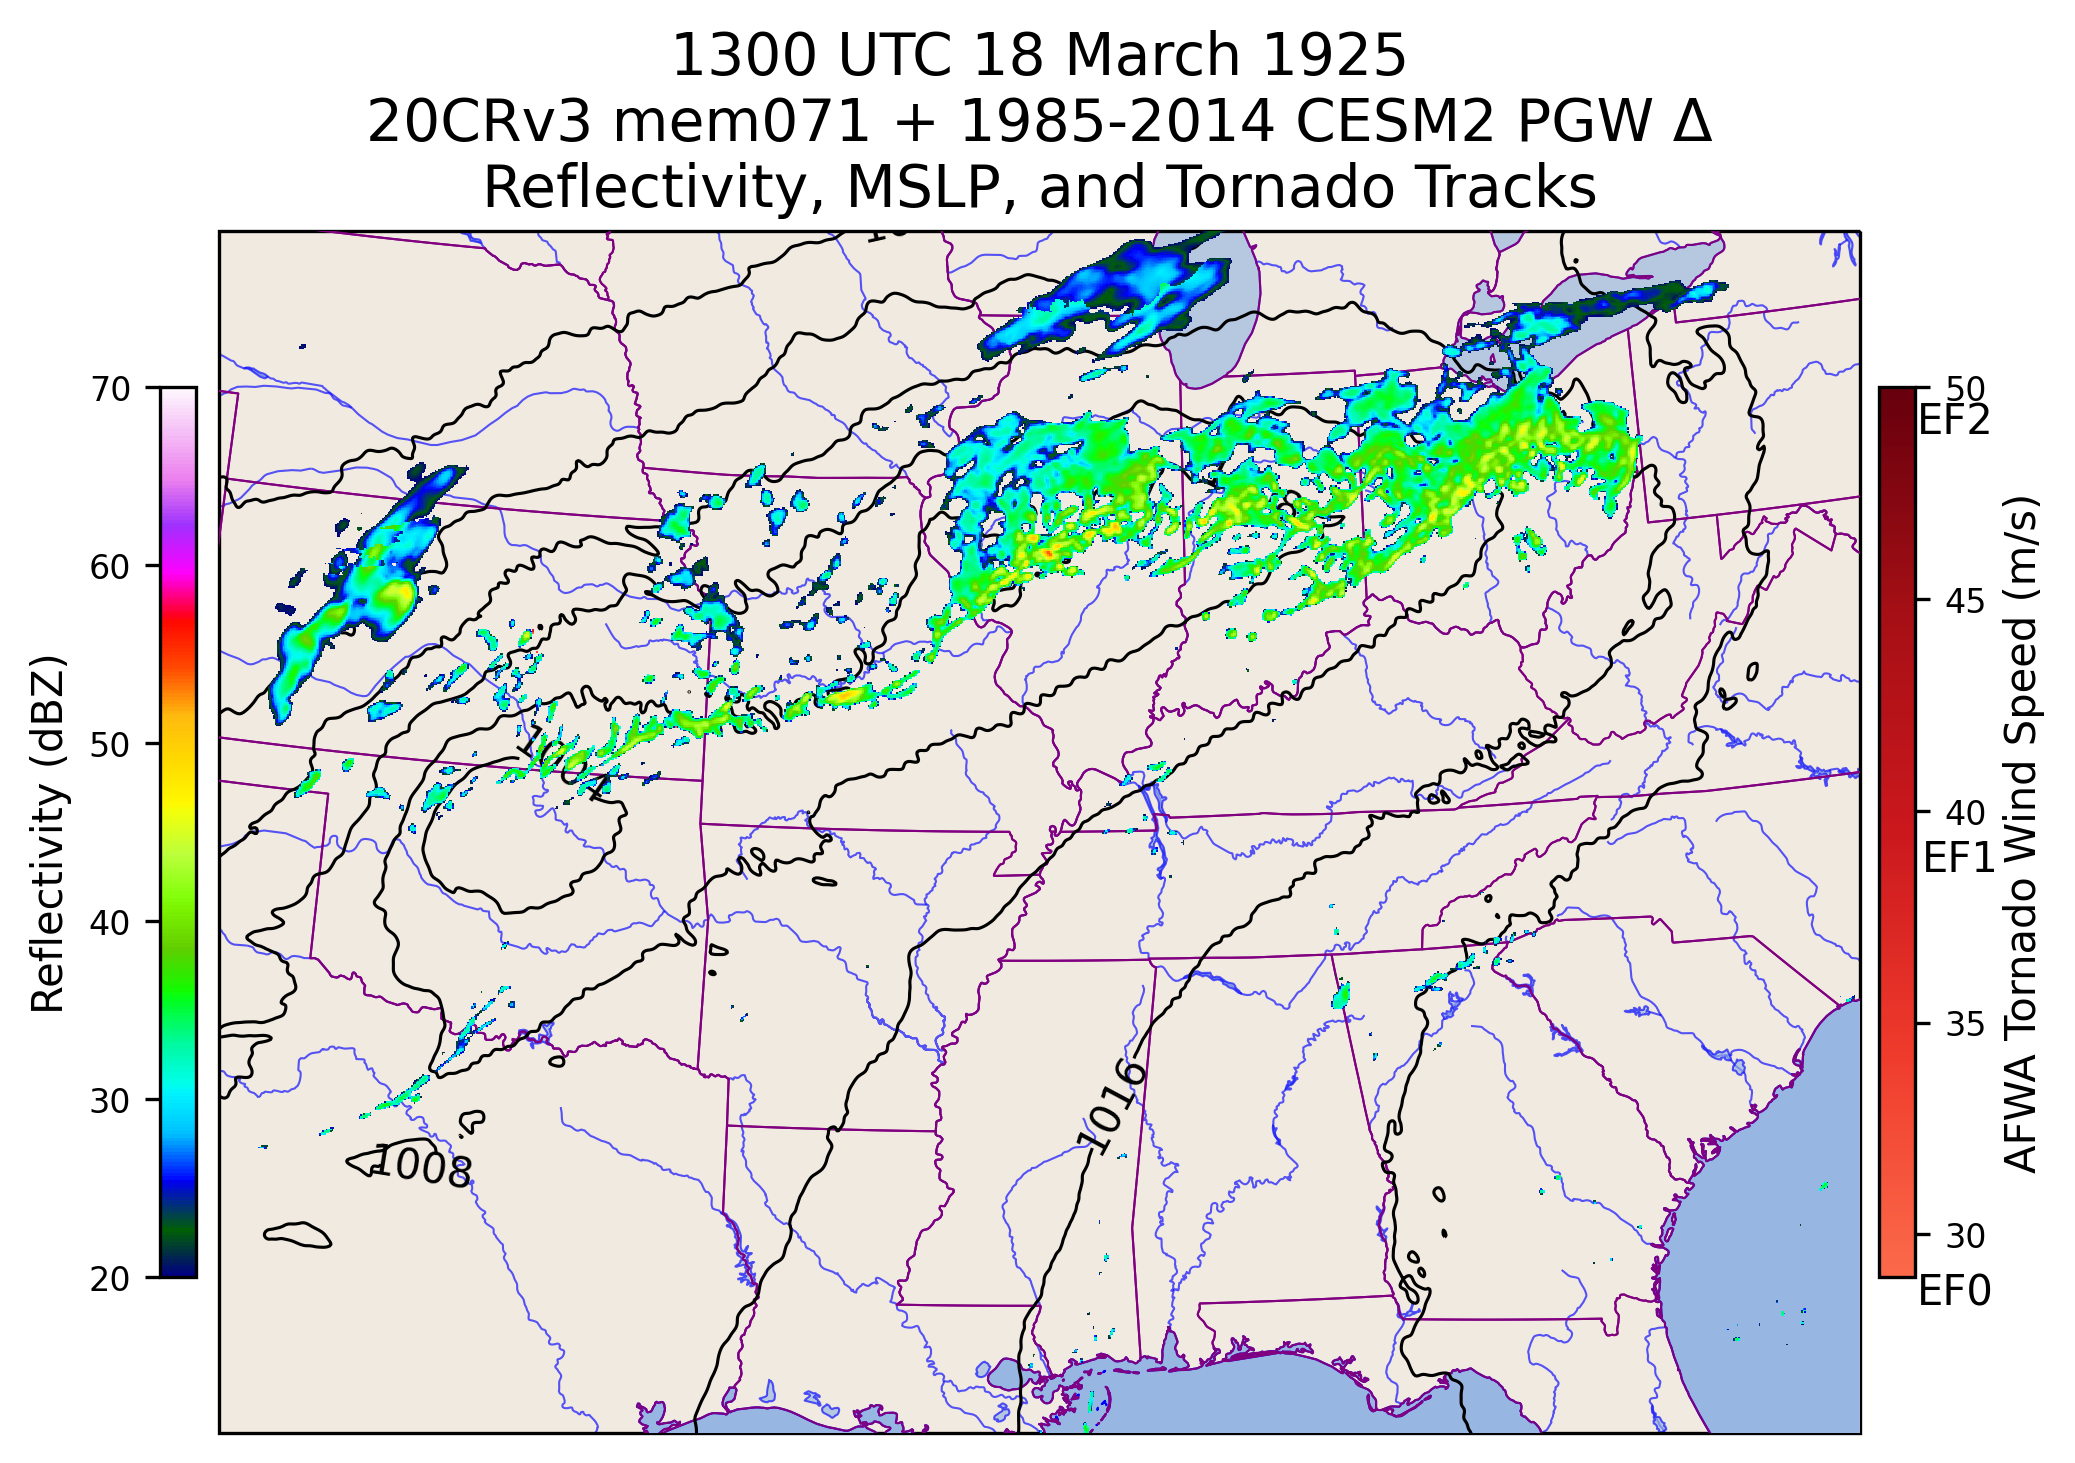 1300 UTC 18 March 1925
20CRv3 mem071 + 1985-2014 CESM2 PGW Δ
Reflectivity, MSLP, and Tornado Tracks
70
60
50
40
30
20
Reflectivity (dBZ)
1016
1008
50
EF2
45
40
EF1
35
30
EF0
AFWA Tornado Wind Speed (m/s)